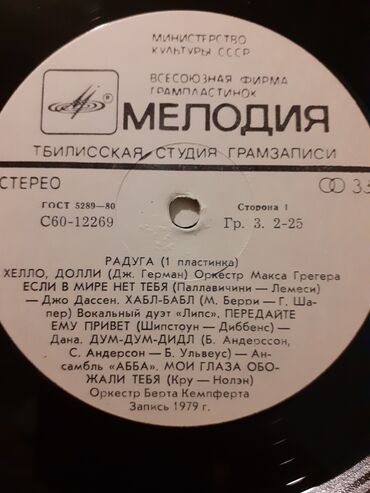 МИНИСТЕРСТВО
КУЛЬТУРЫ СССР
ВСЕСОЮЗНАЯ ФИРМА
ГРАМПЛАСТИНОК
МЕЛОДИЯ
ТБИЛИССКАЯ СТУДИЯ ГРАМЗАПИСИ
СТЕРЕО ГОСТ 5289—80 Сторона 1 33
С60-12269 Гр. 3. 2-25
РАДУГА (1 пластинка)
ХЕЛЛО, ДОЛЛИ (Дж. Герман) Оркестр Макса Грегера
ЕСЛИ В МИРЕ НЕТ ТЕБЯ (Паллавичини — Лемеси)
— Джо Дассен. ХАБЛ-БАБЛ (М. Берри — Г. Ша-
пер) Вокальный дуэт «Липс». ПЕРЕДАЙТЕ
ЕМУ ПРИВЕТ (Шипстоун — Диббенс) —
Дана. ДУМ-ДУМ-ДИДЛ (Б. Андерссон,
С. Андерсон — Б. Ульвеус) — Ан-
самбль «АББА». МОИ ГЛАЗА ОБО-
ЖАЛИ ТЕБЯ (Кру — Нолэн)
Оркестр Берта Кемпферта
Запись 1979 г.